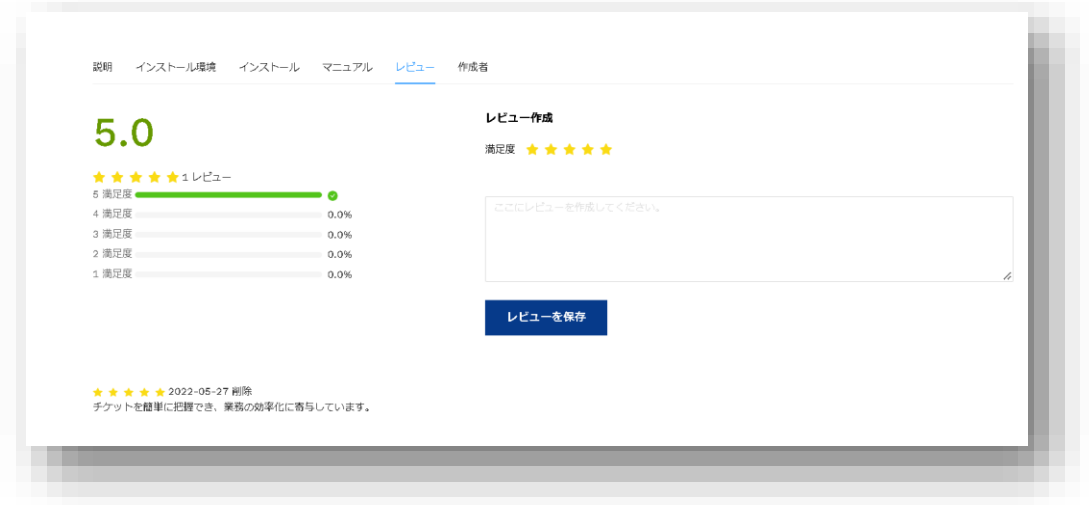 説明 インストール環境 インストール マニュアル レビュー 作成者
5.0
1 レビュー
5 満足度
4 満足度 0.0%
3 満足度 0.0%
2 満足度 0.0%
1 満足度 0.0%
レビュー作成
満足度
ここにレビューを作成してください。
レビューを保存
2022-05-27 削除
チケットを簡単に把握でき、業務の効率化に寄与しています。